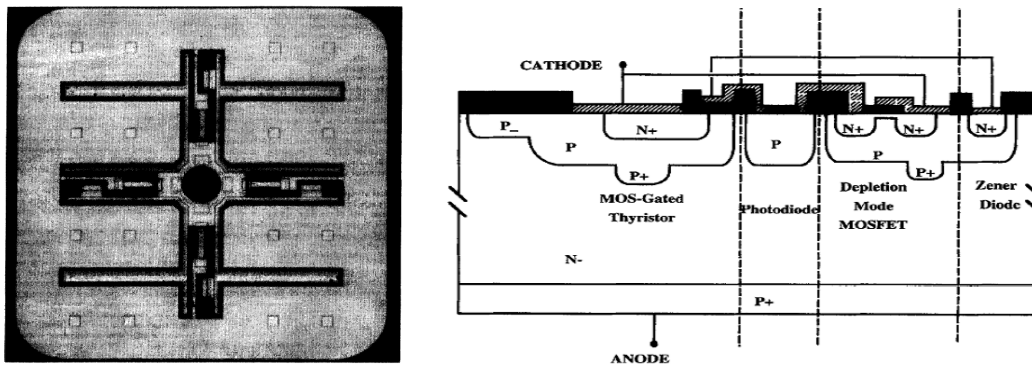 CATHODE
P_
N+
P
P
N+
N+
N+
P
P+
P+
MOS-Gated
Thyristor
Photodiode
Depletion
Mode
MOSFET
Zener
Diode
N-
P+
ANODE